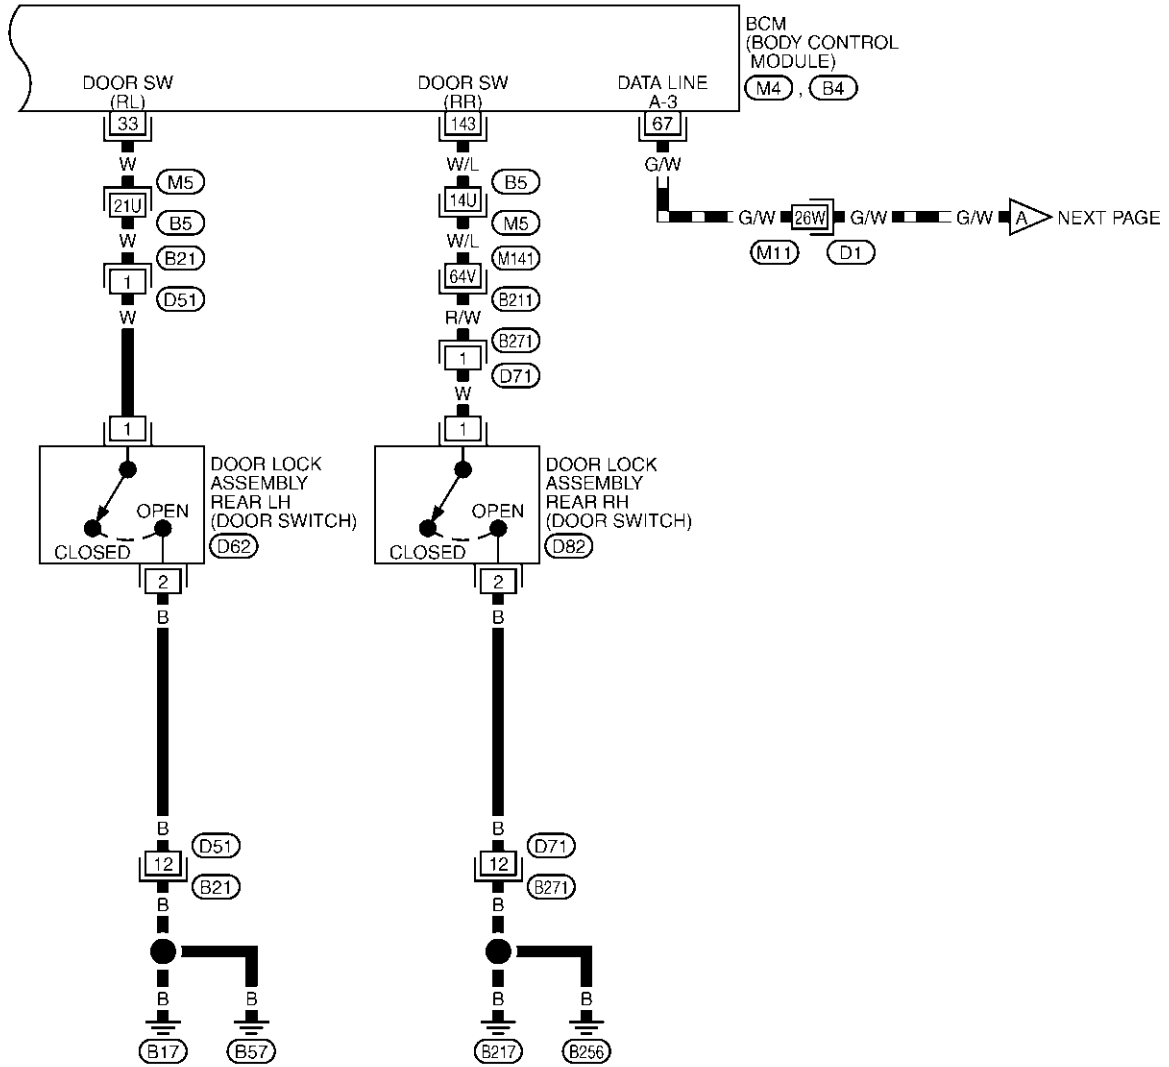 BCM
(BODY CONTROL
MODULE)
M4 , B4
DOOR SW
(RL)
DOOR SW
(RR)
DATA LINE
A-3
33
143
67
W
W/L
G/W
M5
B5
21U
14U
B5
M5
G/W
26W
G/W
G/W
A
NEXT PAGE
M11
D1
W
W/L
B21
M141
1
64V
D51
B211
W
R/W
B271
1
D71
W
1
1
DOOR LOCK
ASSEMBLY
REAR LH
(DOOR SWITCH)
D62
OPEN
CLOSED
DOOR LOCK
ASSEMBLY
REAR RH
(DOOR SWITCH)
D82
OPEN
CLOSED
2
2
B
B
B
B
D51
D71
12
12
B21
B271
B
B
B
B
B
B
B17
B57
B217
B256